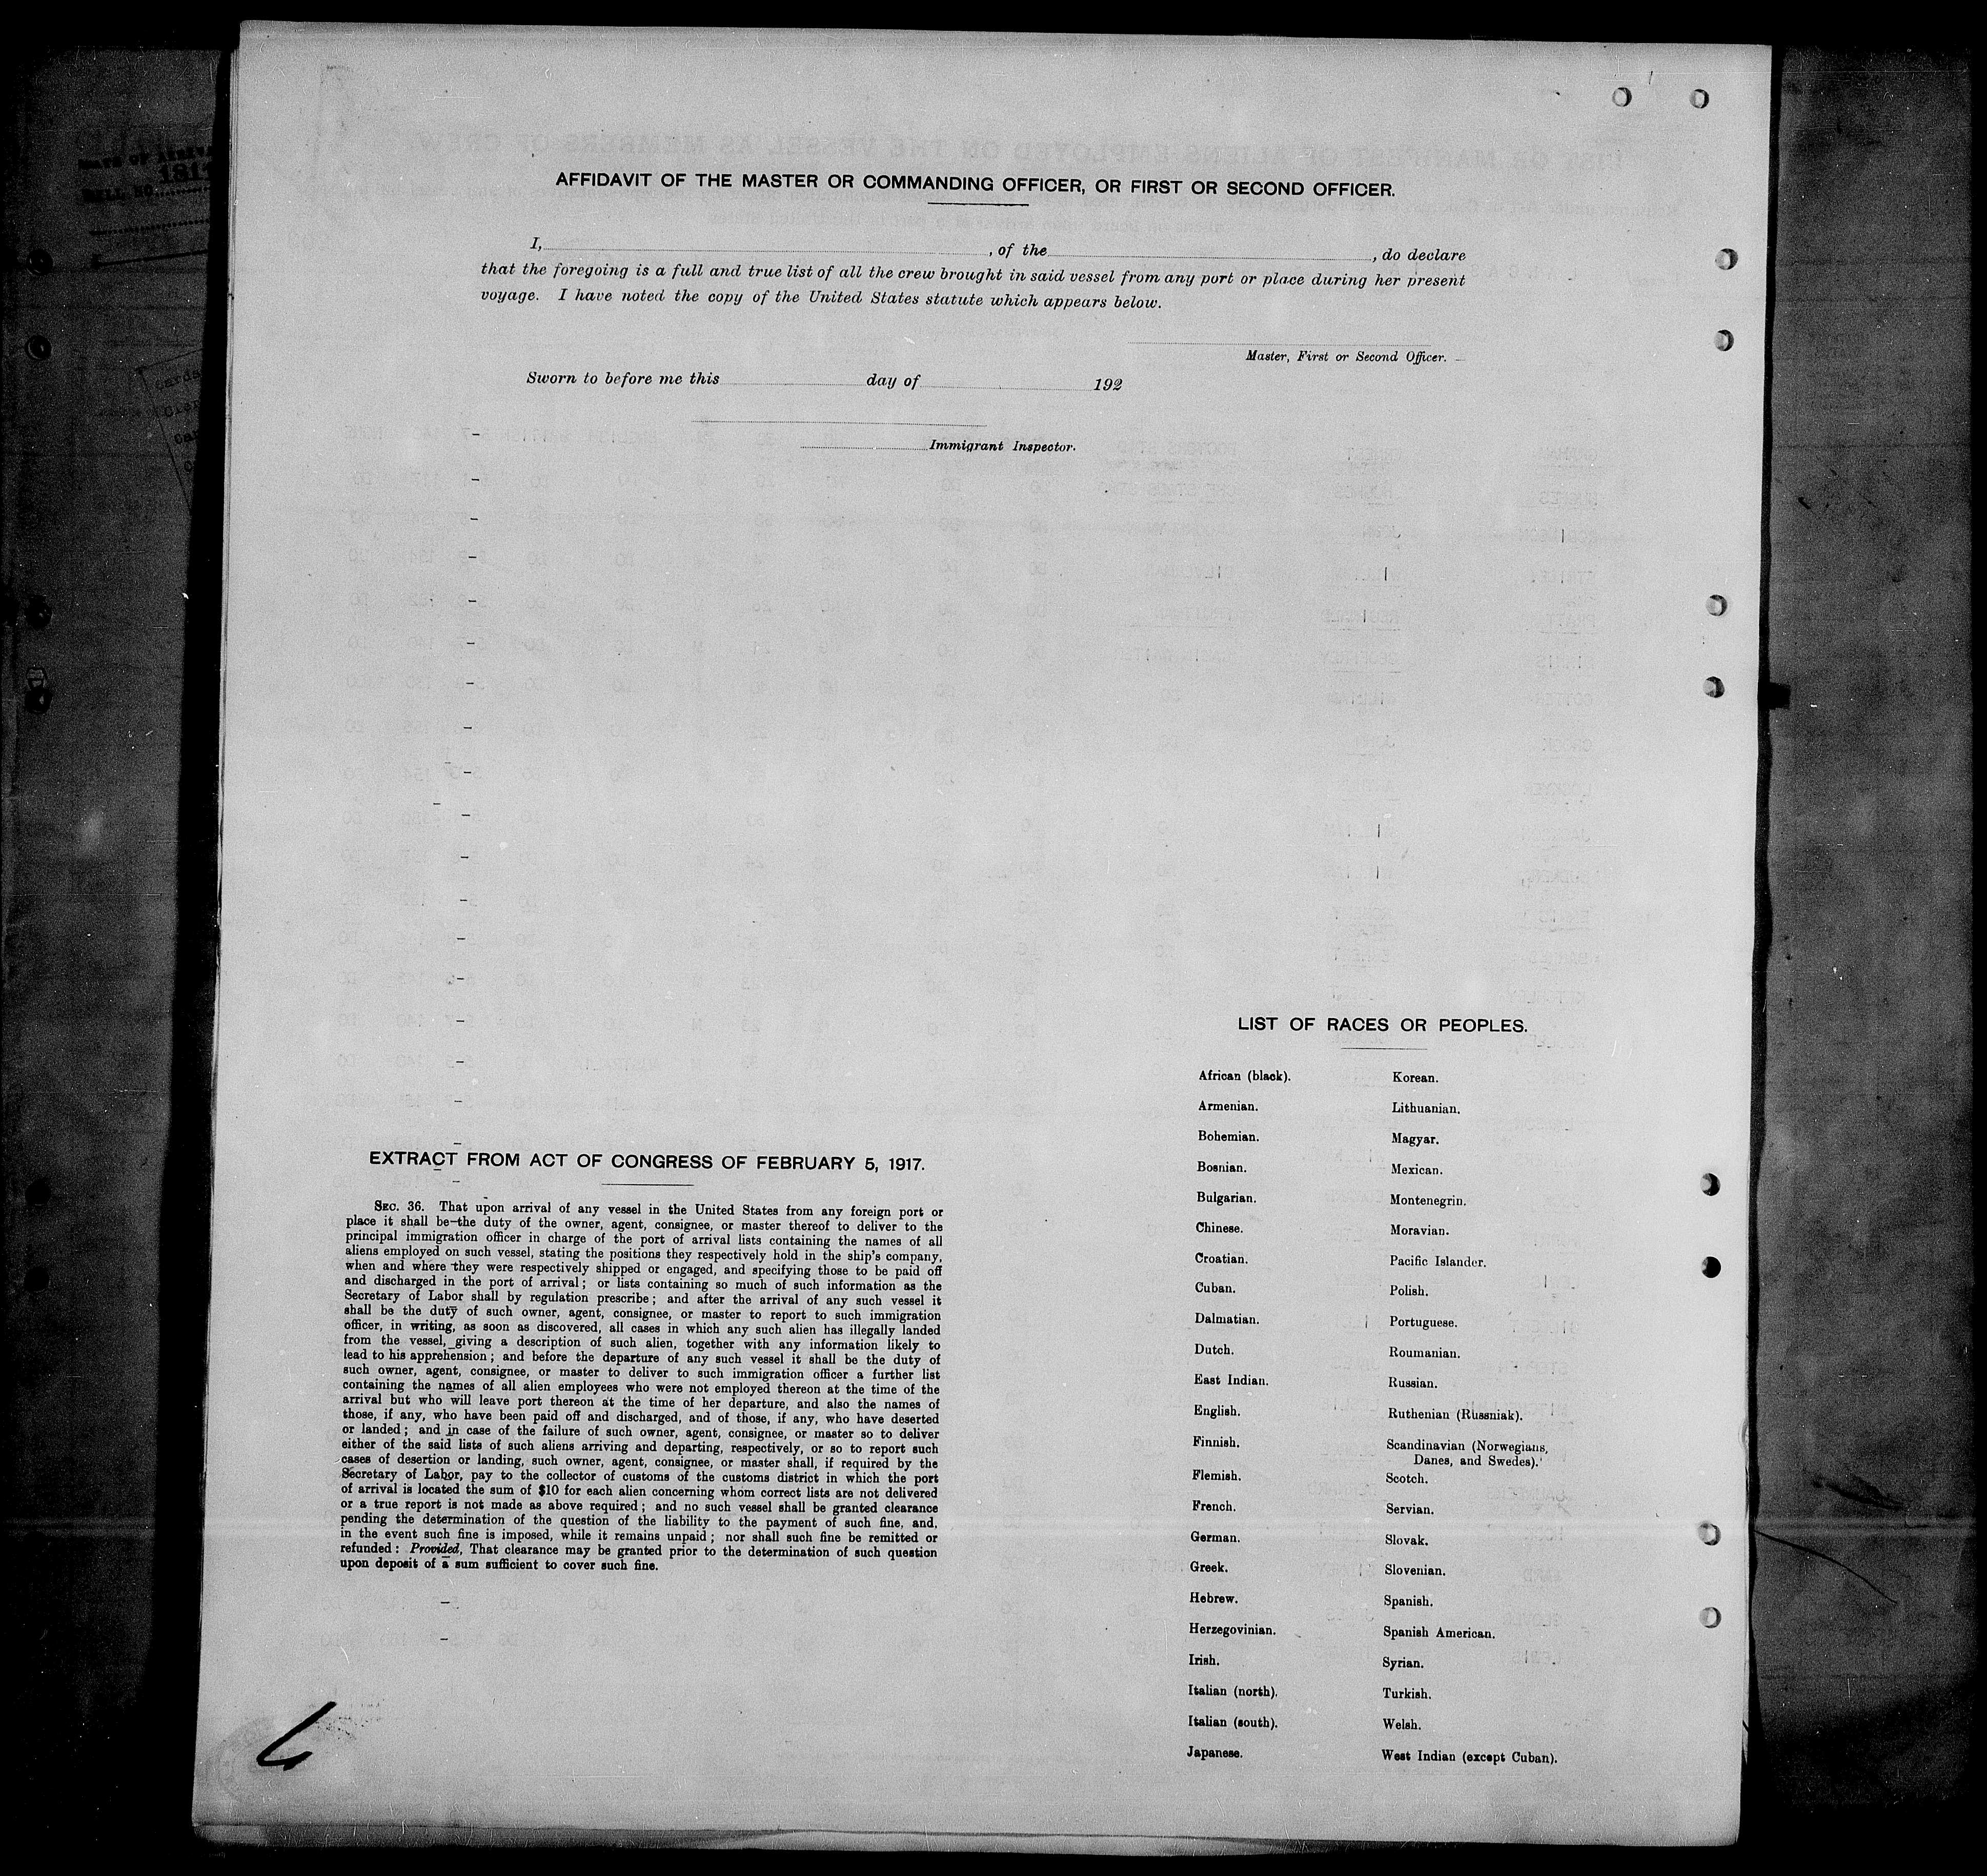 AFFIDAVIT OF THE MASTER OR COMMANDING OFFICER, OR FIRST OR SECOND OFFICER.
I, , of the , do declare
that the foregoing is a full and true list of all the crew brought in said vessel from any port or place during her present
voyage. I have noted the copy of the United States statute which appears below.
Master, First or Second Officer.
Sworn to before me this day of 192
Immigrant Inspector.
EXTRACT FROM ACT OF CONGRESS OF FEBRUARY 5, 1917.
SEC. 36. That upon arrival of any vessel in the United States from any foreign port or
place it shall be the duty of the owner, agent, consignee, or master thereof to deliver to the
principal immigration officer in charge of the port of arrival lists containing the names of all
aliens employed on such vessel, stating the positions they respectively hold in the ship's company,
when and where they were respectively shipped or engaged, and specifying those to be paid off
and discharged in the port of arrival; or lists containing so much of such information as the
Secretary of Labor shall by regulation prescribe; and after the arrival of any such vessel it
shall be the duty of such owner, agent, consignee, or master to report to such immigration
officer, in writing, as soon as discovered, all cases in which any such alien has illegally landed
from the vessel, giving a description of such alien, together with any information likely to
lead to his apprehension; and before the departure of any such vessel it shall be the duty of
such owner, agent, consignee, or master to deliver to such immigration officer a further list
containing the names of all alien employees who were not employed thereon at the time of the
arrival but who will leave port thereon at the time of her departure, and also the names of
those, if any, who have been paid off and discharged, and of those, if any, who have deserted
or landed; and in case of the failure of such owner, agent, consignee, or master so to deliver
either of the said lists of such aliens arriving and departing, respectively, or so to report such
cases of desertion or landing, such owner, agent, consignee, or master shall, if required by the
Secretary of Labor, pay to the collector of customs of the customs district in which the port
of arrival is located the sum of $10 for each alien concerning whom correct lists are not delivered
or a true report is not made as above required; and no such vessel shall be granted clearance
pending the determination of the question of the liability to the payment of such fine, and,
in the event such fine is imposed, while it remains unpaid; nor shall such fine be remitted or
refunded: Provided, That clearance may be granted prior to the determination of such question
upon deposit of a sum sufficient to cover such fine.
LIST OF RACES OR PEOPLES.
African (black).
Armenian.
Bohemian.
Bosnian.
Bulgarian.
Chinese.
Croatian.
Cuban.
Dalmatian.
Dutch.
East Indian.
English.
Finnish.
Flemish.
French.
German.
Greek.
Hebrew.
Herzegovinian.
Irish.
Italian (north).
Italian (south).
Japanese.
Korean.
Lithuanian.
Magyar.
Mexican.
Montenegrin.
Moravian.
Pacific Islander.
Polish.
Portuguese.
Roumanian.
Russian.
Ruthenian (Russniak).
Scandinavian (Norwegians,
Danes, and Swedes).
Scotch.
Servian.
Slovak.
Slovenian.
Spanish.
Spanish American.
Syrian.
Turkish.
Welsh.
West Indian (except Cuban).